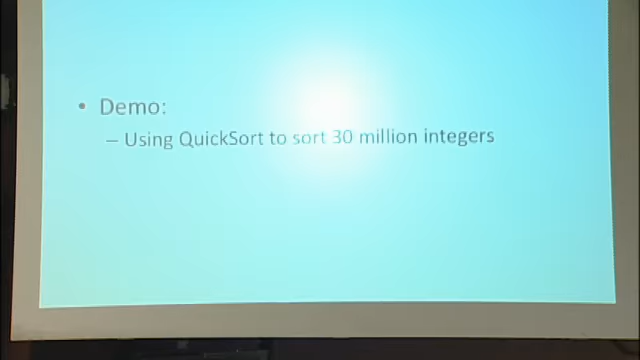 • Demo:
– Using QuickSort to sort 30 million integers